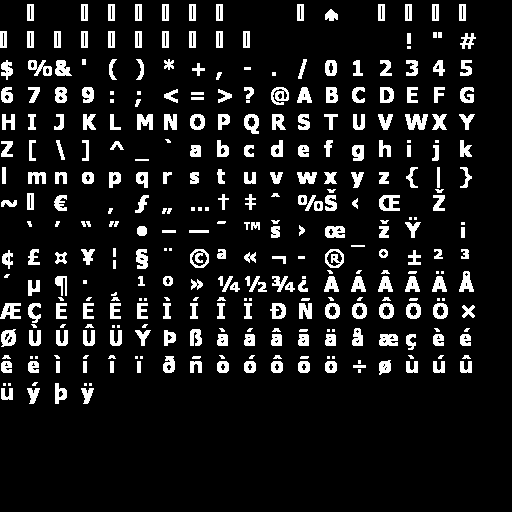 ▯ ▯ ▯ ▯ ▯ ▯ ▯ ▯ ♠ ▯ ▯ ▯ ▯
▯ ▯ ▯ ▯ ▯ ▯ ▯ ▯ ▯ ▯ ! " #
$ % & ' ( ) * + , - . / 0 1 2 3 4 5
6 7 8 9 : ; < = > ? @ A B C D E F G
H I J K L M N O P Q R S T U V W X Y
Z [ \ ] ^ _ ` a b c d e f g h i j k
l m n o p q r s t u v w x y z { | }
~ ▯ € , ƒ „ … † ‡ ˆ ‰ Š ‹ Œ Ž
‘ ’ “ ” • – — ˜ ™ š › œ ž Ÿ ¡
¢ £ ¤ ¥ ¦ § ¨ © ª « ¬ - ® ¯ ° ± ² ³
´ µ ¶ · ¸ ¹ º » ¼ ½ ¾ ¿ À Á Â Ã Ä Å
Æ Ç È É Ê Ë Ì Í Î Ï Ð Ñ Ò Ó Ô Õ Ö ×
Ø Ù Ú Û Ü Ý Þ ß à á â ã ä å æ ç è é
ê ë ì í î ï ð ñ ò ó ô õ ö ÷ ø ù ú û
ü ý þ ÿ